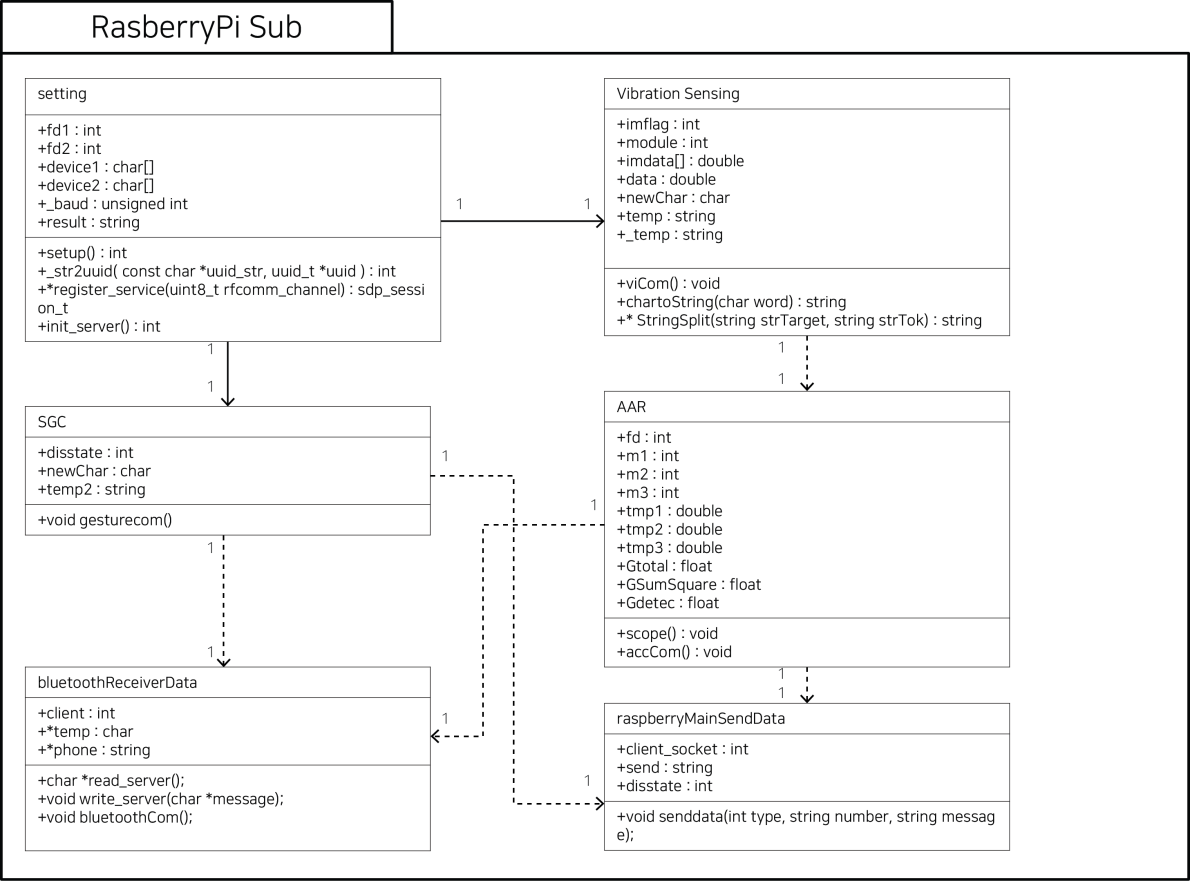 RasberryPi Sub
setting
+fd1 : int
+fd2 : int
+device1 : char[]
+device2 : char[]
+_baud : unsigned int
+result : string
+setup() : int
+_str2uuid( const char *uuid_str, uuid_t *uuid ) : int
+*register_service(uint8_t rfcomm_channel) : sdp_sessi
on_t
+init_server() : int
1
1
Vibration Sensing
+imflag : int
+module : int
+imdata[] : double
+data : double
+newChar : char
+temp : string
+_temp : string
+viCom() : void
+chartoString(char word) : string
+* StringSplit(string strTarget, string strTok) : string
1
1
1
1
SGC
+disstate : int
+newChar : char
+temp2 : string
+void gesturecom()
1
1
AAR
+fd : int
+m1 : int
+m2 : int
+m3 : int
+tmp1 : double
+tmp2 : double
+tmp3 : double
+Gtotal : float
+GSumSquare : float
+Gdetec : float
+scope() : void
+accCom() : void
1
1
1
1
bluetoothReceiverData
+client : int
+*temp : char
+*phone : string
+char *read_server();
+void write_server(char *message);
+void bluetoothCom();
1
1
raspberryMainSendData
+client_socket : int
+send : string
+disstate : int
+void senddata(int type, string number, string messag
e);